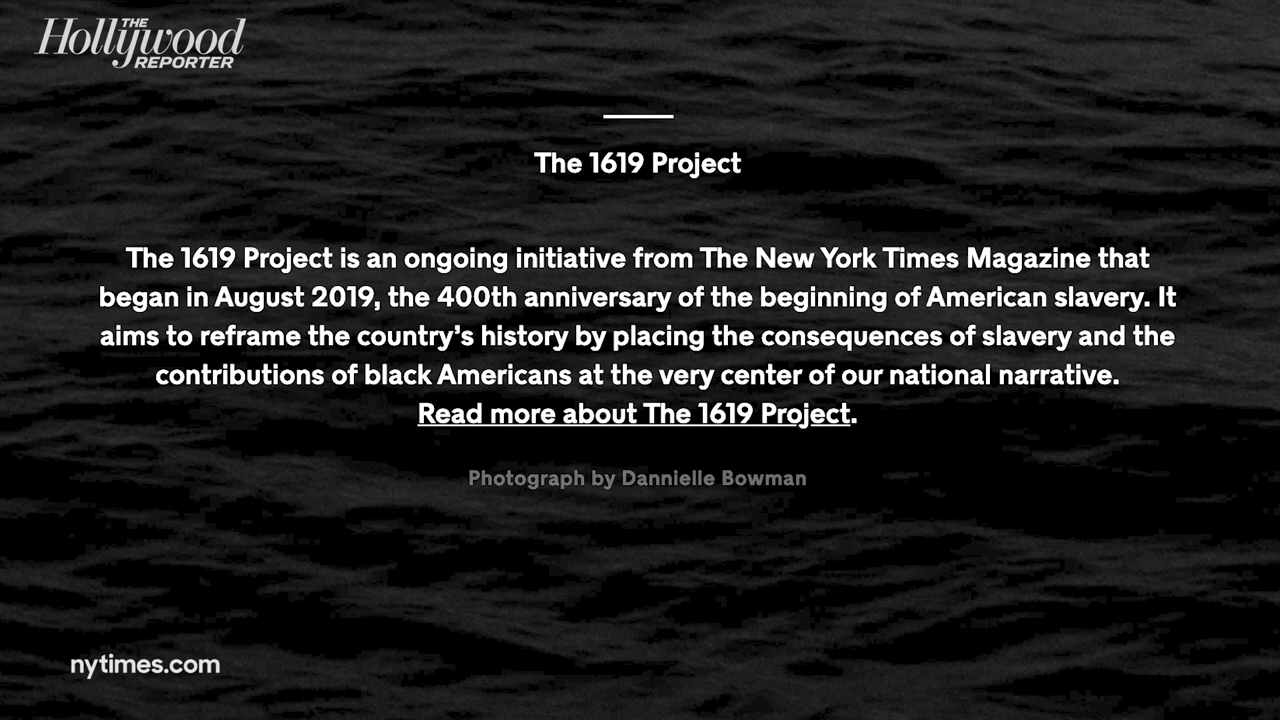 THE
Hollywood
REPORTER
The 1619 Project
The 1619 Project is an ongoing initiative from The New York Times Magazine that
began in August 2019, the 400th anniversary of the beginning of American slavery. It
aims to reframe the country’s history by placing the consequences of slavery and the
contributions of black Americans at the very center of our national narrative.
Read more about The 1619 Project.
Photograph by Dannielle Bowman
nytimes.com